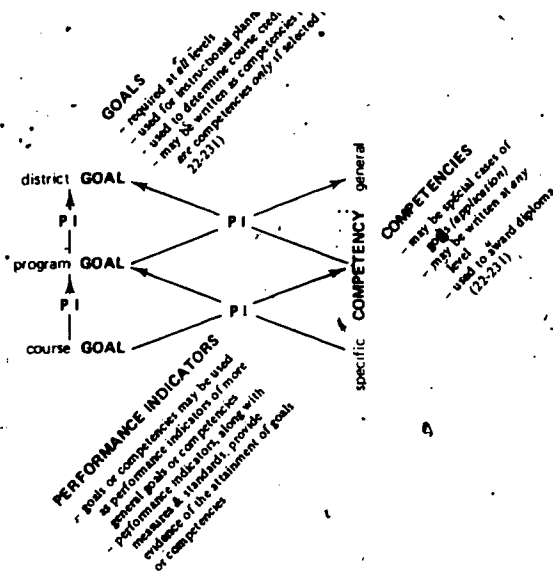 GOALS
- required at all levels
- used for instructional
- used to determine course
- may be written as competencies
are competencies only if selected
22-231)
district GOAL
PI
program GOAL
PI
course GOAL
PI
PI
general
COMPETENCY
specific
COMPETENCIES
- may be special cases of
goals (application)
- may be written at any
level
- used to award diploma
(22-231)
PERFORMANCE INDICATORS
- goals or competencies may be used
as performance indicators of more
general goals or competencies
- performance indicators, along with
measures & standards, provide
evidence of the attainment of goals
or competencies